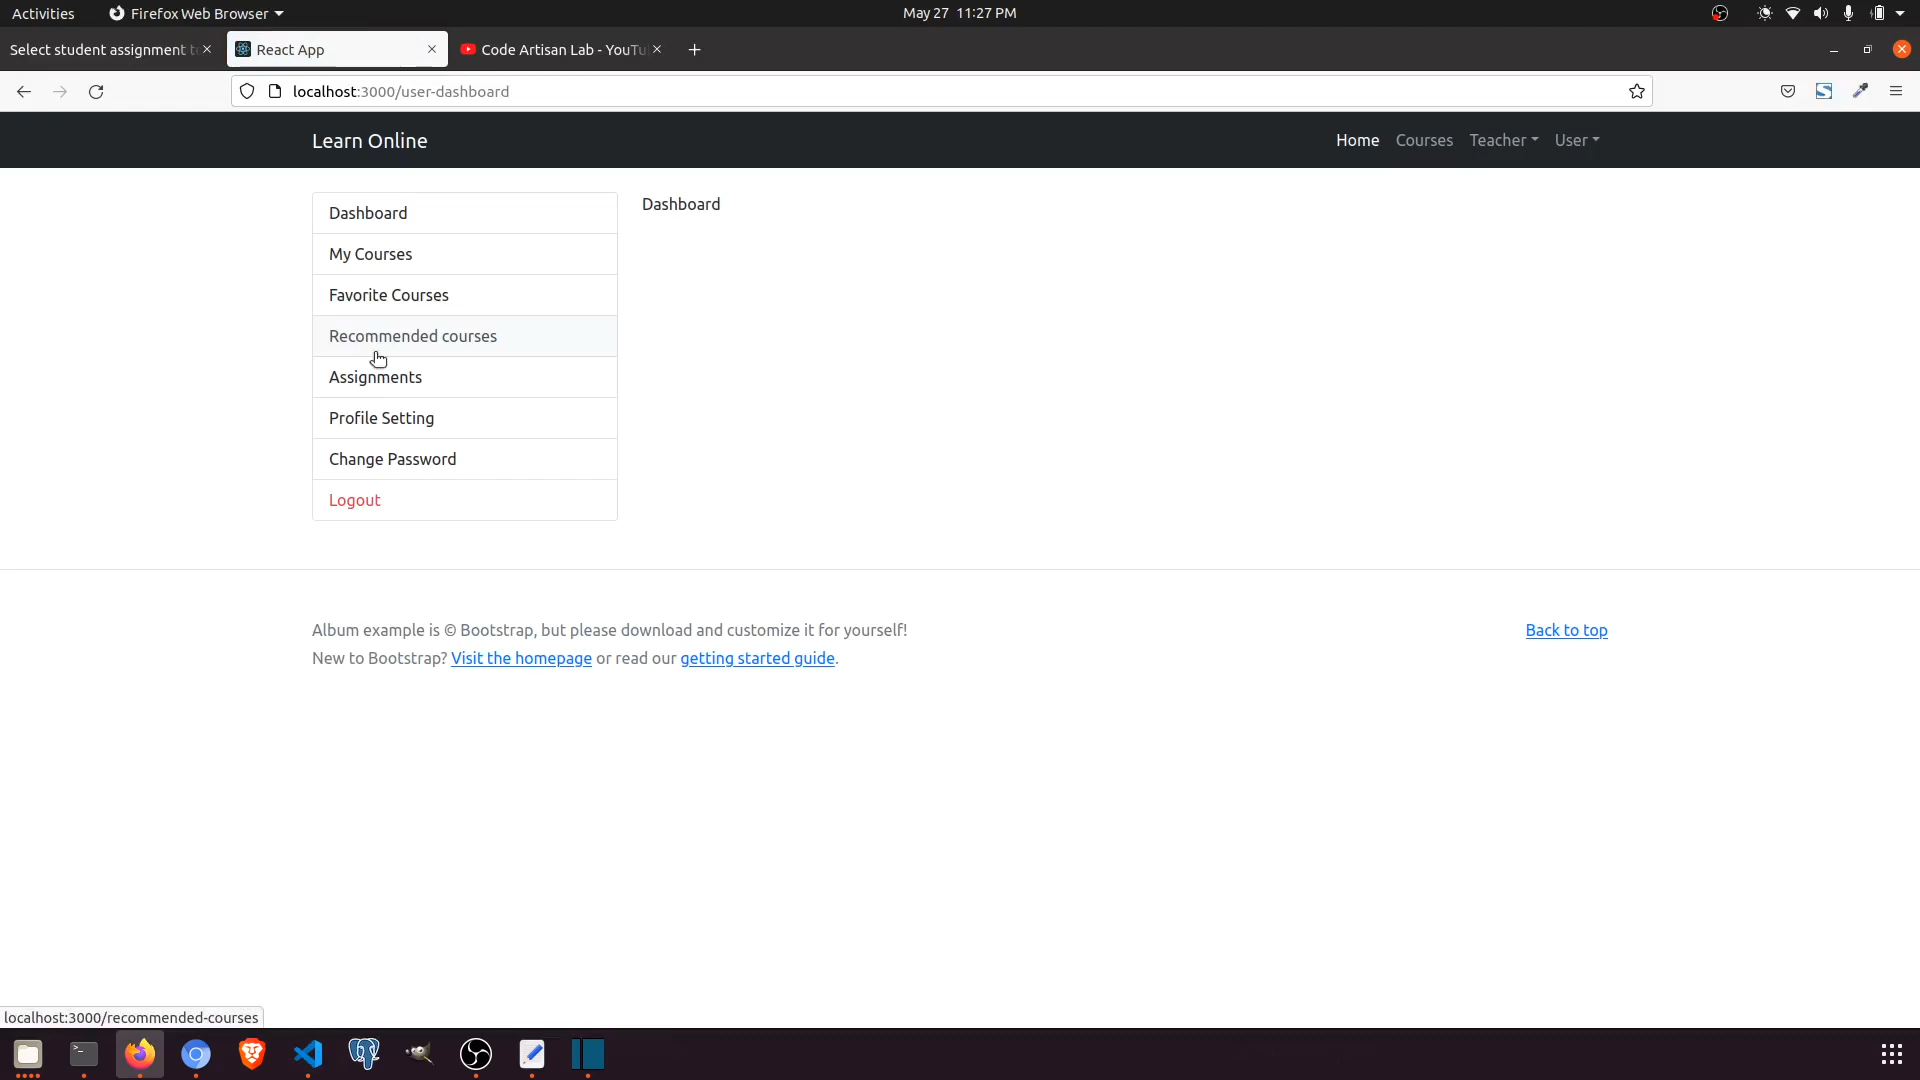 Activities
Firefox Web Browser
May 27 11:27 PM
Select student assignment t
React App
Code Artisan Lab - YouTu
localhost:3000/user-dashboard
Learn Online
Home
Courses
Teacher
User
Dashboard
My Courses
Favorite Courses
Recommended courses
Assignments
Profile Setting
Change Password
Logout
Dashboard
Album example is © Bootstrap, but please download and customize it for yourself!
New to Bootstrap? Visit the homepage or read our getting started guide.
Back to top
localhost:3000/recommended-courses